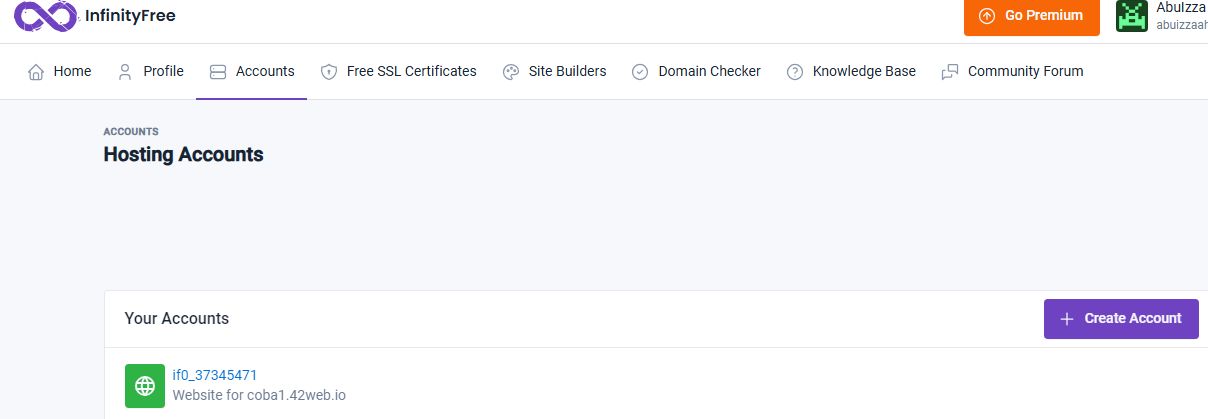 InfinityFree
Go Premium
AbuIzza
abuizzaah
Home Profile Accounts Free SSL Certificates Site Builders Domain Checker Knowledge Base Community Forum
ACCOUNTS
Hosting Accounts
Your Accounts
Create Account
if0_37345471
Website for coba1.42web.io